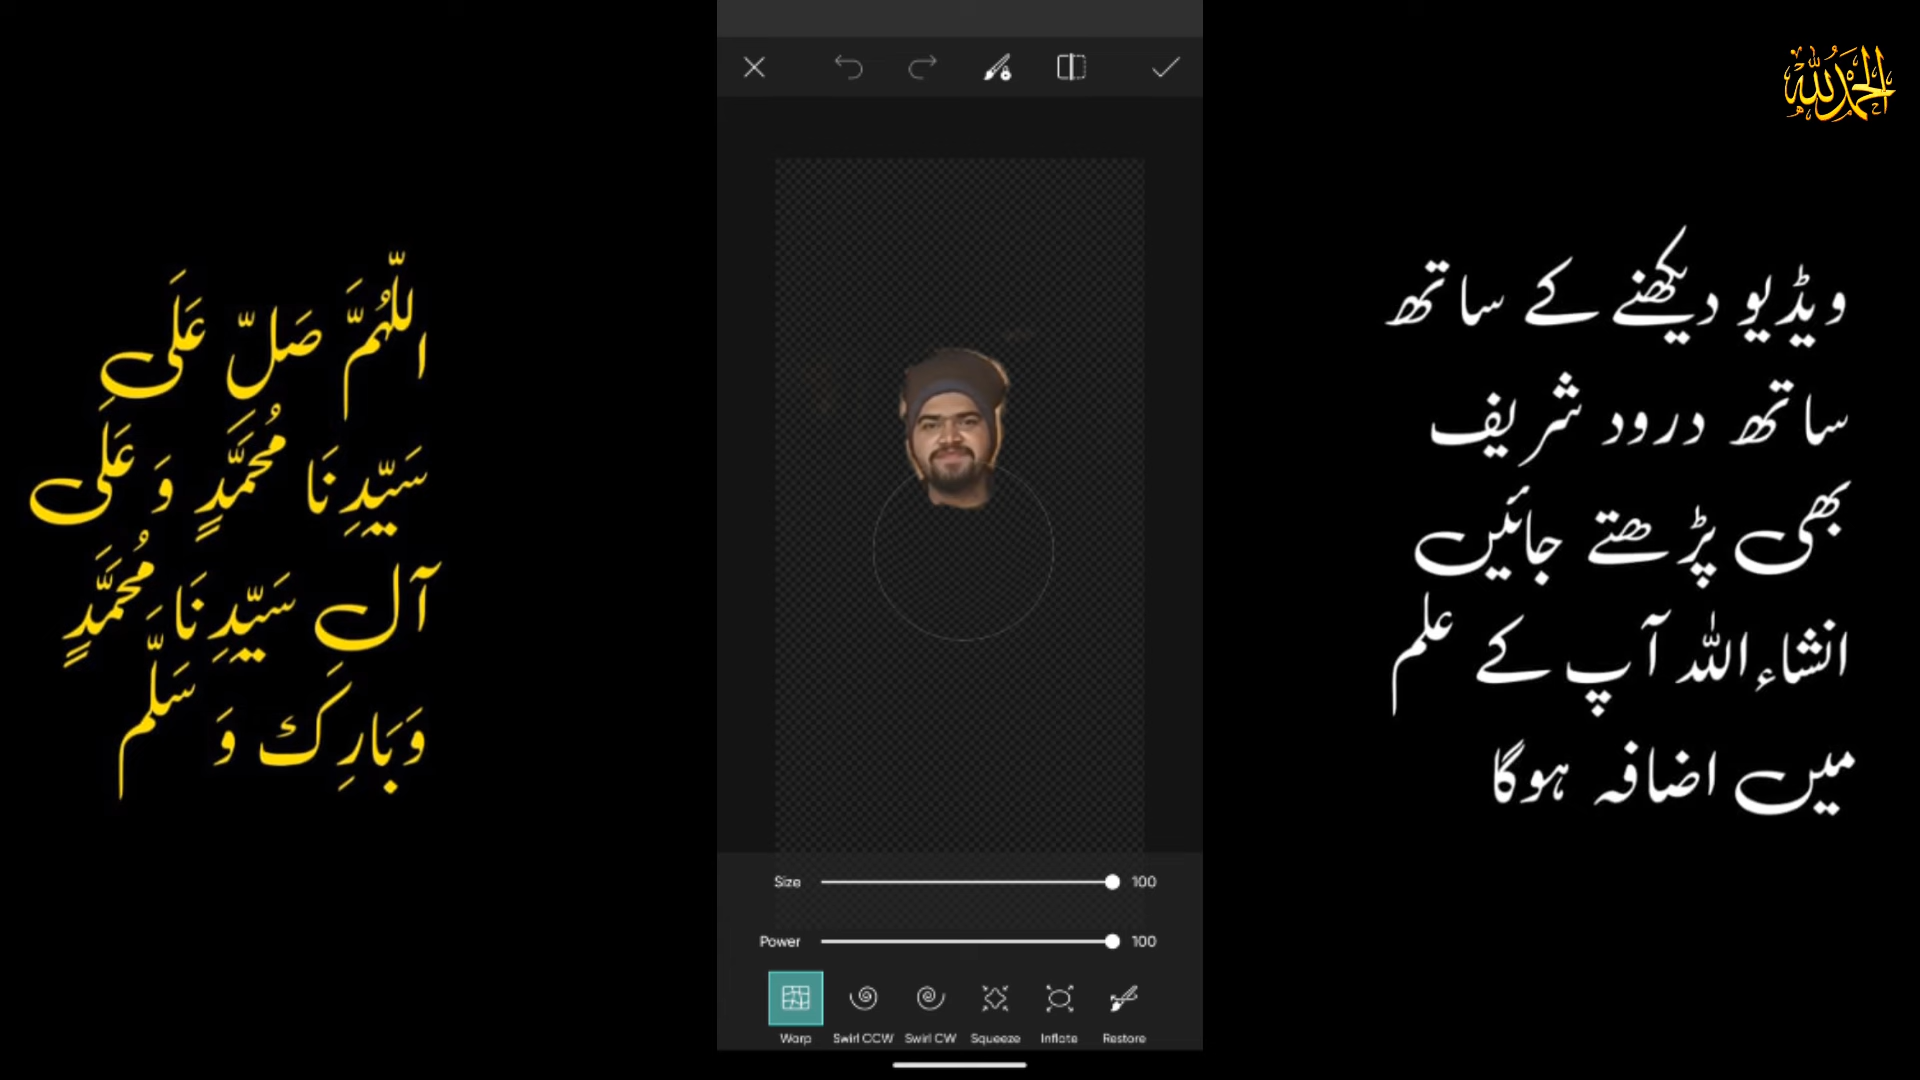 الحمدللہ
اللّٰهُمَّ صَلِّ عَلَى
سَيِّدِنَا مُحَمَّدٍ وَ عَلَى
آلِ سَيِّدِنَا مُحَمَّدٍ
وَبَارِكَ وَ سَلِّم
ویڈیو دیکھنے کے ساتھ
ساتھ درود شریف
بھی پڑھتے جائیں
انشاءاللہ آپ کے علم
میں اضافہ ہوگا
Size 100
Power 100
Warp Swirl CCW Swirl CW Squeeze Inflate Restore